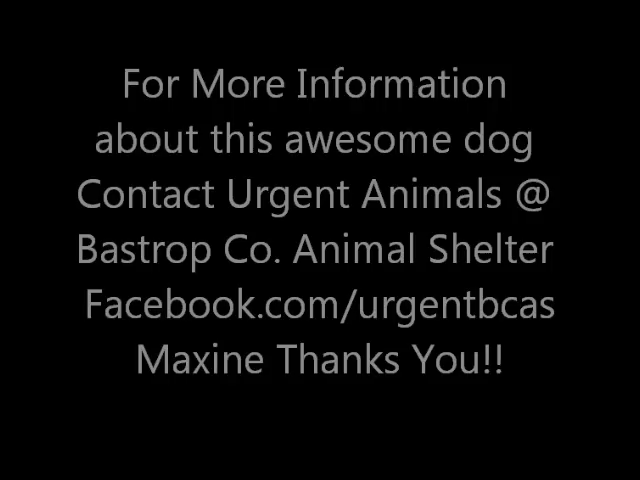 For More Information
about this awesome dog
Contact Urgent Animals @
Bastrop Co. Animal Shelter
Facebook.com/urgentbcas
Maxine Thanks You!!